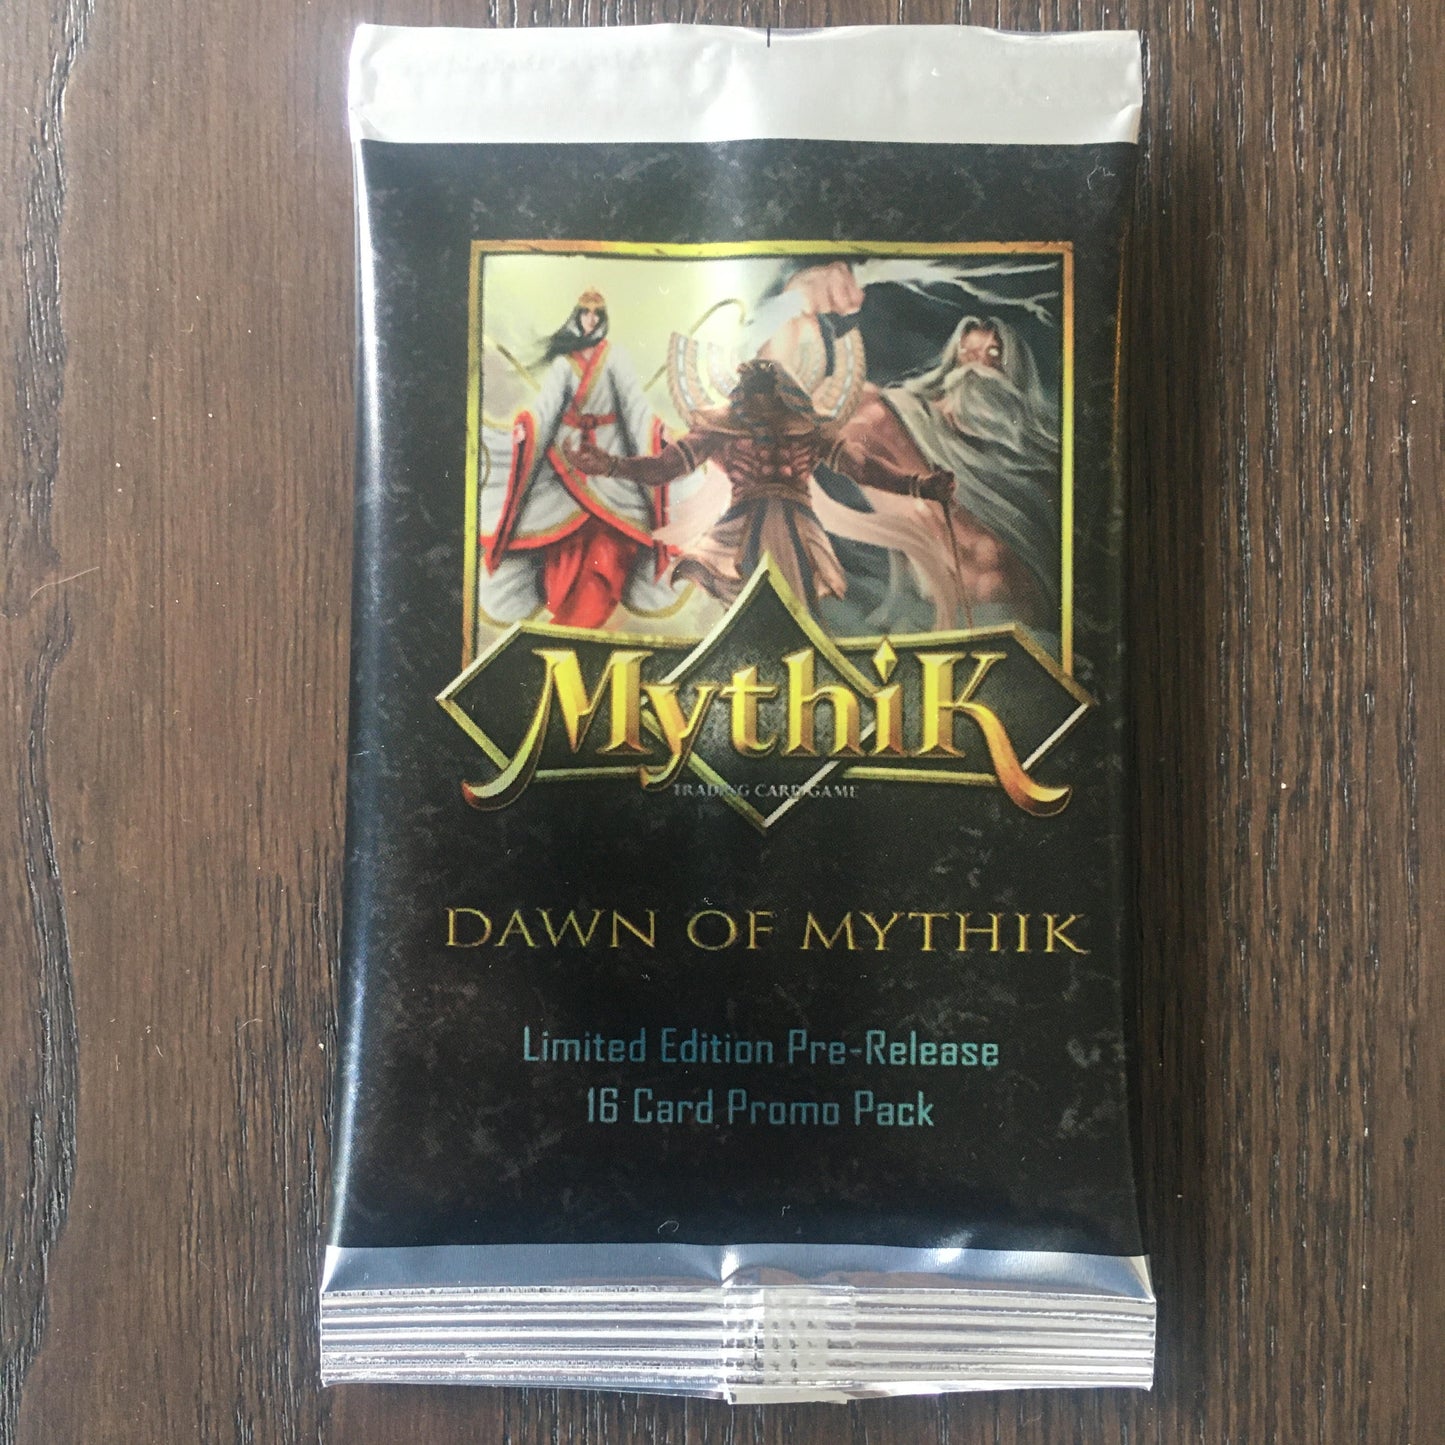 Mythik
TRADING CARD GAME
DAWN OF MYTHIK
Limited Edition Pre-Release
16 Card Promo Pack